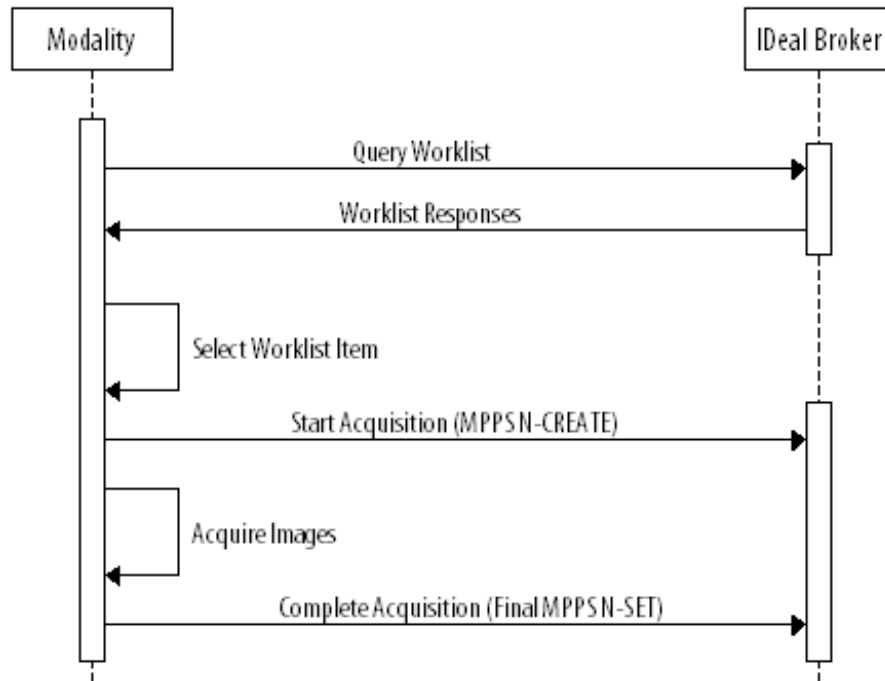 Modality
IDeal Broker
Query Worklist
Worklist Responses
Select Worklist Item
Start Acquisition (MPPS N-CREATE)
Acquire Images
Complete Acquisition (Final MPPS N-SET)